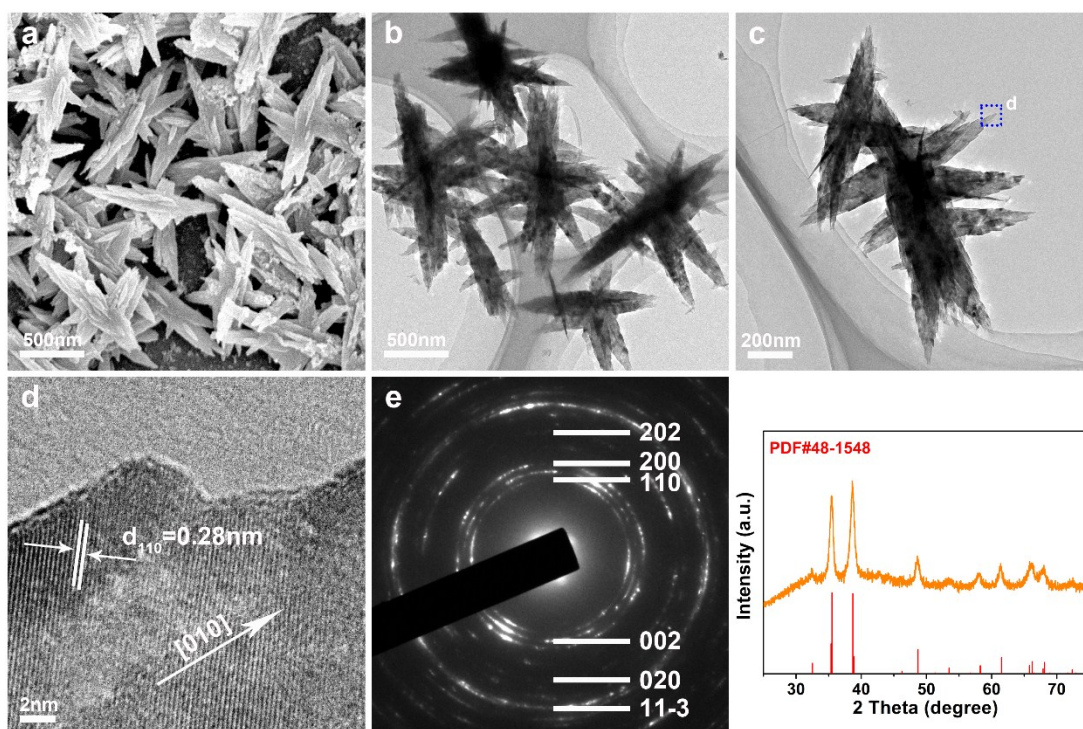 a
500nm
b
500nm
c
d
200nm
d
d110=0.28nm
[010]
2nm
e
202
200
110
002
020
11-3
PDF#48-1548
Intensity (a.u.)
30 40 50 60 70
2 Theta (degree)